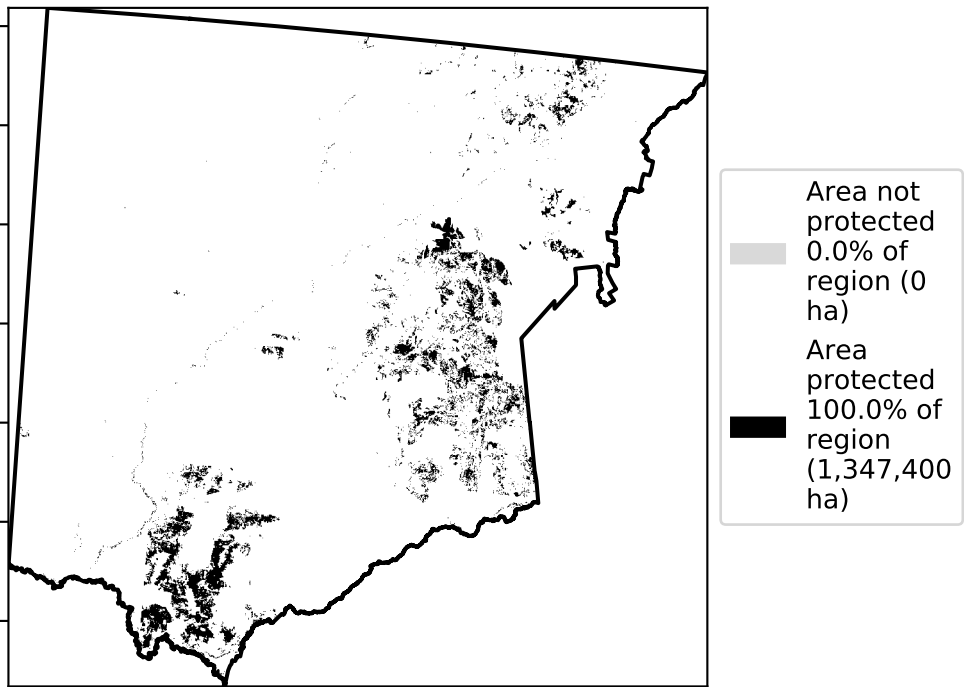 Area not
protected
0.0% of
region (0
ha)
Area
protected
100.0% of
region
(1,347,400
ha)